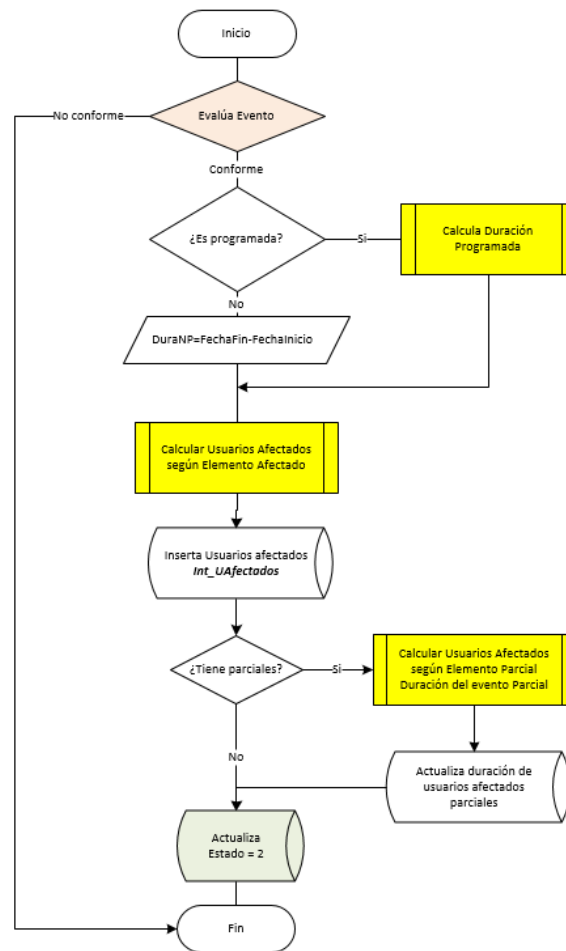 Inicio
No conforme
Evalúa Evento
Conforme
¿Es programada?
Si
Calcula Duración
Programada
No
DuraNP=FechaFin-FechaInicio
Calcular Usuarios Afectados
según Elemento Afectado
Inserta Usuarios afectados
Int_UAfectados
¿Tiene parciales?
Si
Calcular Usuarios Afectados
según Elemento Parcial
Duración del evento Parcial
No
Actualiza duración de
usuarios afectados
parciales
Actualiza
Estado = 2
Fin